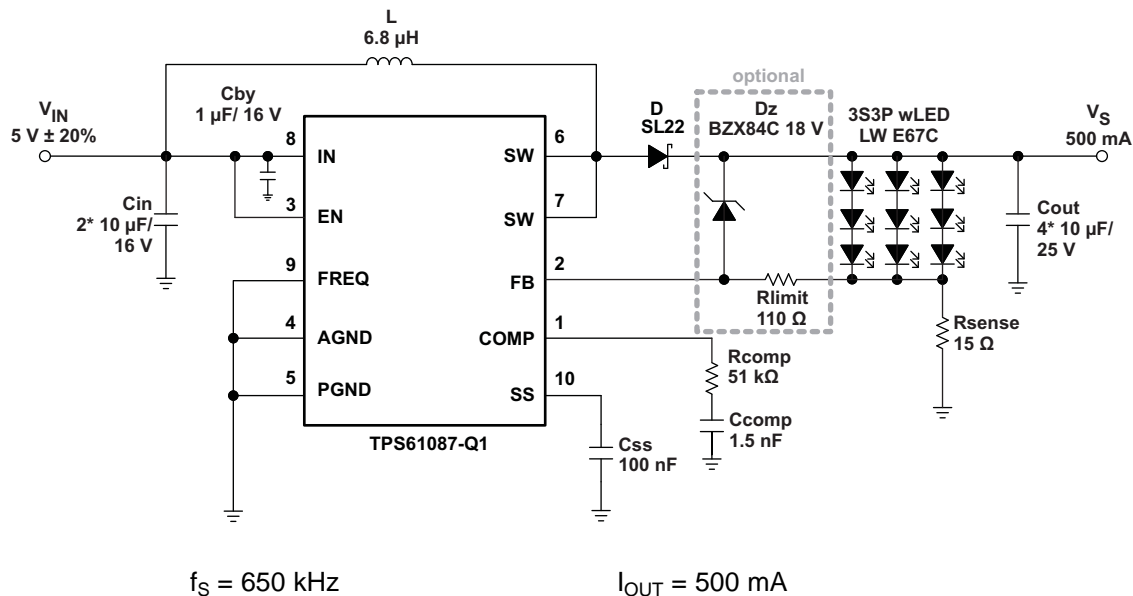 L
6.8 µH
optional
Cby
1 µF/ 16 V
V_IN
5 V ± 20%
D
SL22
Dz
BZX84C 18 V
3S3P wLED
LW E67C
V_S
500 mA
8
IN
6
SW
3
EN
7
SW
Cin
2* 10 µF/
16 V
Cout
4* 10 µF/
25 V
9
FREQ
2
FB
Rlimit
110 Ω
4
AGND
1
COMP
Rsense
15 Ω
Rcomp
51 kΩ
5
PGND
10
SS
Ccomp
1.5 nF
TPS61087-Q1
Css
100 nF
f_S = 650 kHz
I_OUT = 500 mA